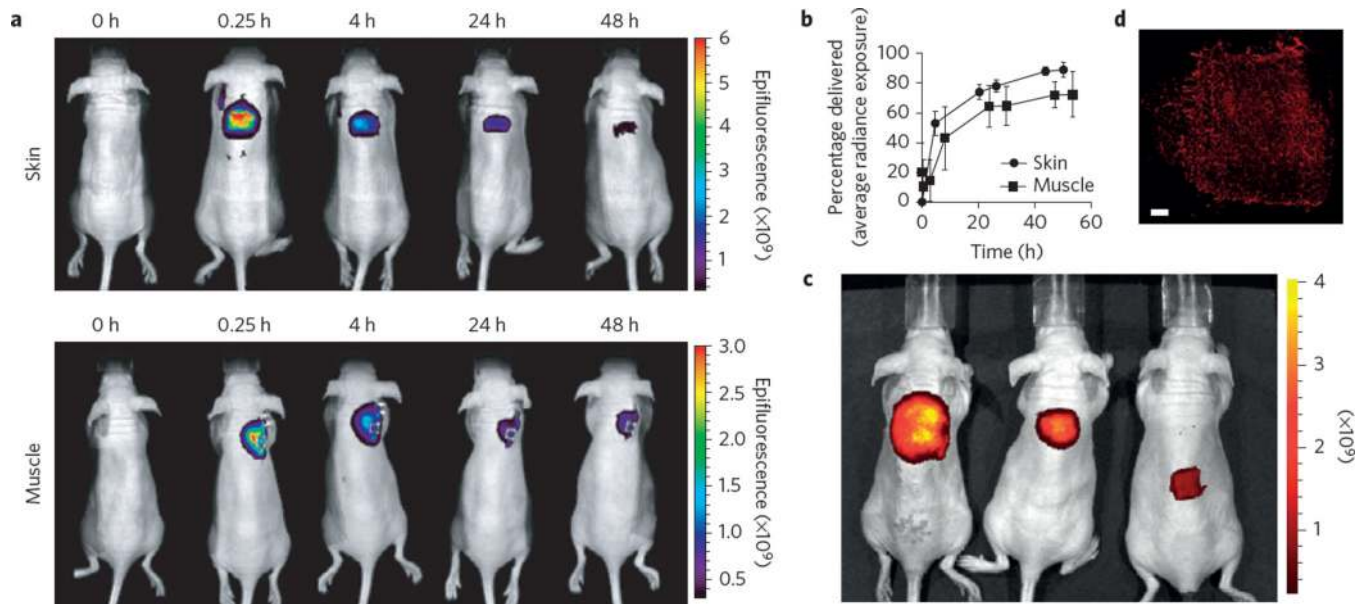 a
0 h 0.25 h 4 h 24 h 48 h
Skin
6
5
4
3
2
1
Epifluorescence (×10⁹)
0 h 0.25 h 4 h 24 h 48 h
Muscle
3.0
2.5
2.0
1.5
1.0
0.5
Epifluorescence (×10⁹)
b
Percentage delivered
(average radiance exposure)
100
80
60
40
20
0
Skin
Muscle
0 20 40 60
Time (h)
d
c
4
3
2
1
(×10⁹)